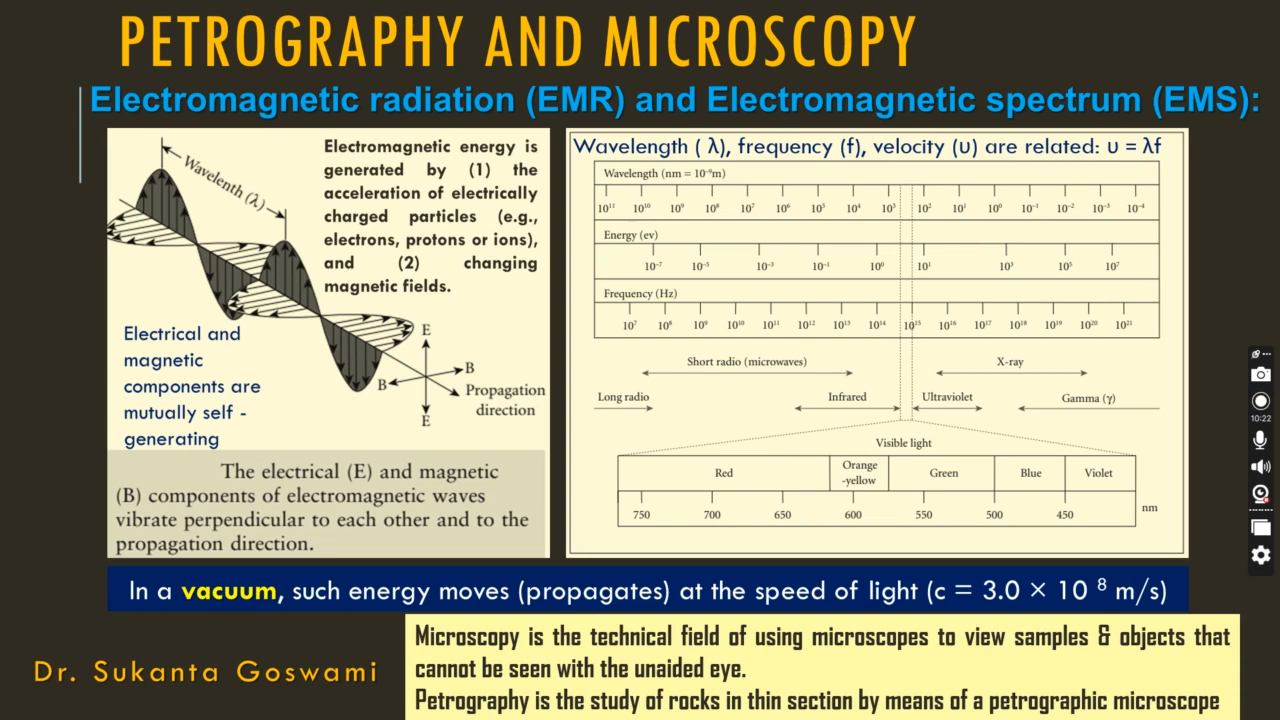 PETROGRAPHY AND MICROSCOPY
Electromagnetic radiation (EMR) and Electromagnetic spectrum (EMS):
Wavelenth (λ)
Electromagnetic energy is
generated by (1) the
acceleration of electrically
charged particles (e.g.,
electrons, protons or ions),
and (2) changing
magnetic fields.
Electrical and
magnetic
components are
mutually self -
generating
E
B
B
Propagation
direction
E
The electrical (E) and magnetic
(B) components of electromagnetic waves
vibrate perpendicular to each other and to the
propagation direction.
Wavelength ( λ), frequency (f), velocity (υ) are related: υ = λf
Wavelength (nm = 10⁻⁹m)
10¹¹ 10¹⁰ 10⁹ 10⁸ 10⁷ 10⁶ 10⁵ 10⁴ 10³ 10² 10¹ 10⁰ 10⁻¹ 10⁻² 10⁻³ 10⁻⁴
Energy (ev)
10⁻⁷ 10⁻⁵ 10⁻³ 10⁻¹ 10⁰ 10¹ 10³ 10⁵ 10⁷
Frequency (Hz)
10⁷ 10⁸ 10⁹ 10¹⁰ 10¹¹ 10¹² 10¹³ 10¹⁴ 10¹⁵ 10¹⁶ 10¹⁷ 10¹⁸ 10¹⁹ 10²⁰ 10²¹
Short radio (microwaves) X-ray
Long radio Infrared Ultraviolet Gamma (γ)
Visible light
Red Orange -yellow Green Blue Violet
750 700 650 600 550 500 450 nm
In a vacuum, such energy moves (propagates) at the speed of light (c = 3.0 × 10 ⁸ m/s)
Microscopy is the technical field of using microscopes to view samples & objects that
cannot be seen with the unaided eye.
Petrography is the study of rocks in thin section by means of a petrographic microscope
Dr. Sukanta Goswami
10:22